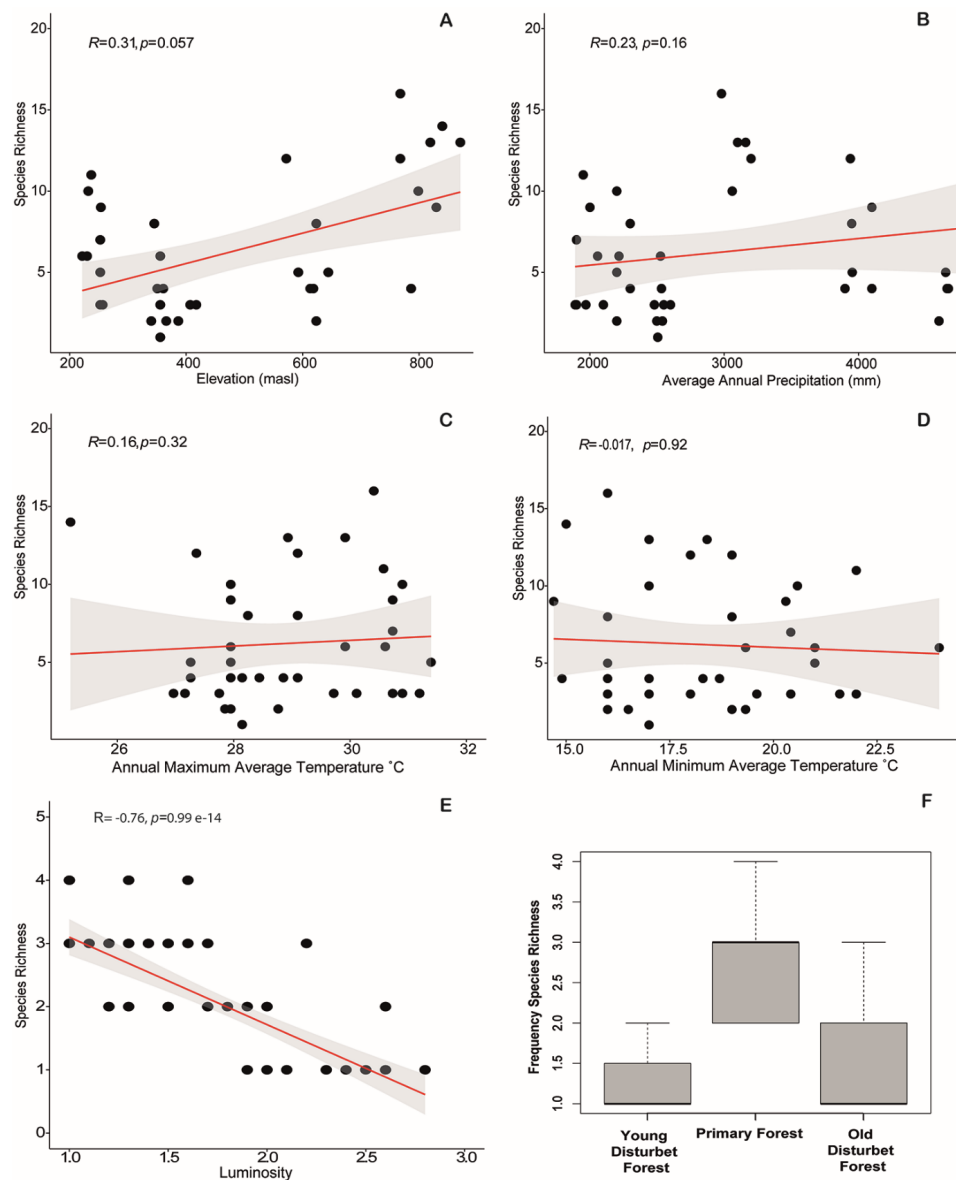 A
R=0.31, p=0.057
Species Richness
20
15
10
5
200 400 600 800
Elevation (masl)
B
R=0.23, p=0.16
Species Richness
20
15
10
5
2000 3000 4000
Average Annual Precipitation (mm)
C
R=0.16, p=0.32
Species Richness
20
15
10
5
26 28 30 32
Annual Maximum Average Temperature ˚C
D
R=-0.017, p=0.92
Species Richness
20
15
10
5
15.0 17.5 20.0 22.5
Annual Minimum Average Temperature ˚C
E
R= -0.76, p=0.99 e-14
Species Richness
5
4
3
2
1
0
1.0 1.5 2.0 2.5 3.0
Luminosity
F
Frequency Species Richness
4.0
3.5
3.0
2.5
2.0
1.5
1.0
Young
Disturbet
Forest
Primary Forest
Old
Disturbet
Forest